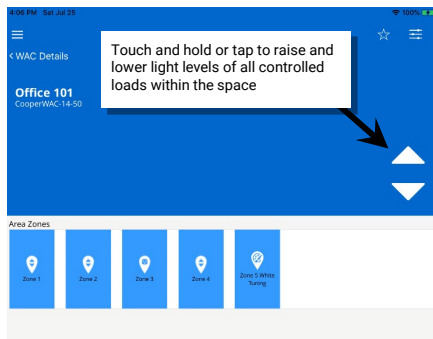 4:06 PM Sat Jul 25
100%
< WAC Details
Touch and hold or tap to raise and
lower light levels of all controlled
loads within the space
Office 101
CooperWAC-14-50
Area Zones
Zone 1
Zone 2
Zone 3
Zone 4
Zone 5 White
Tuning